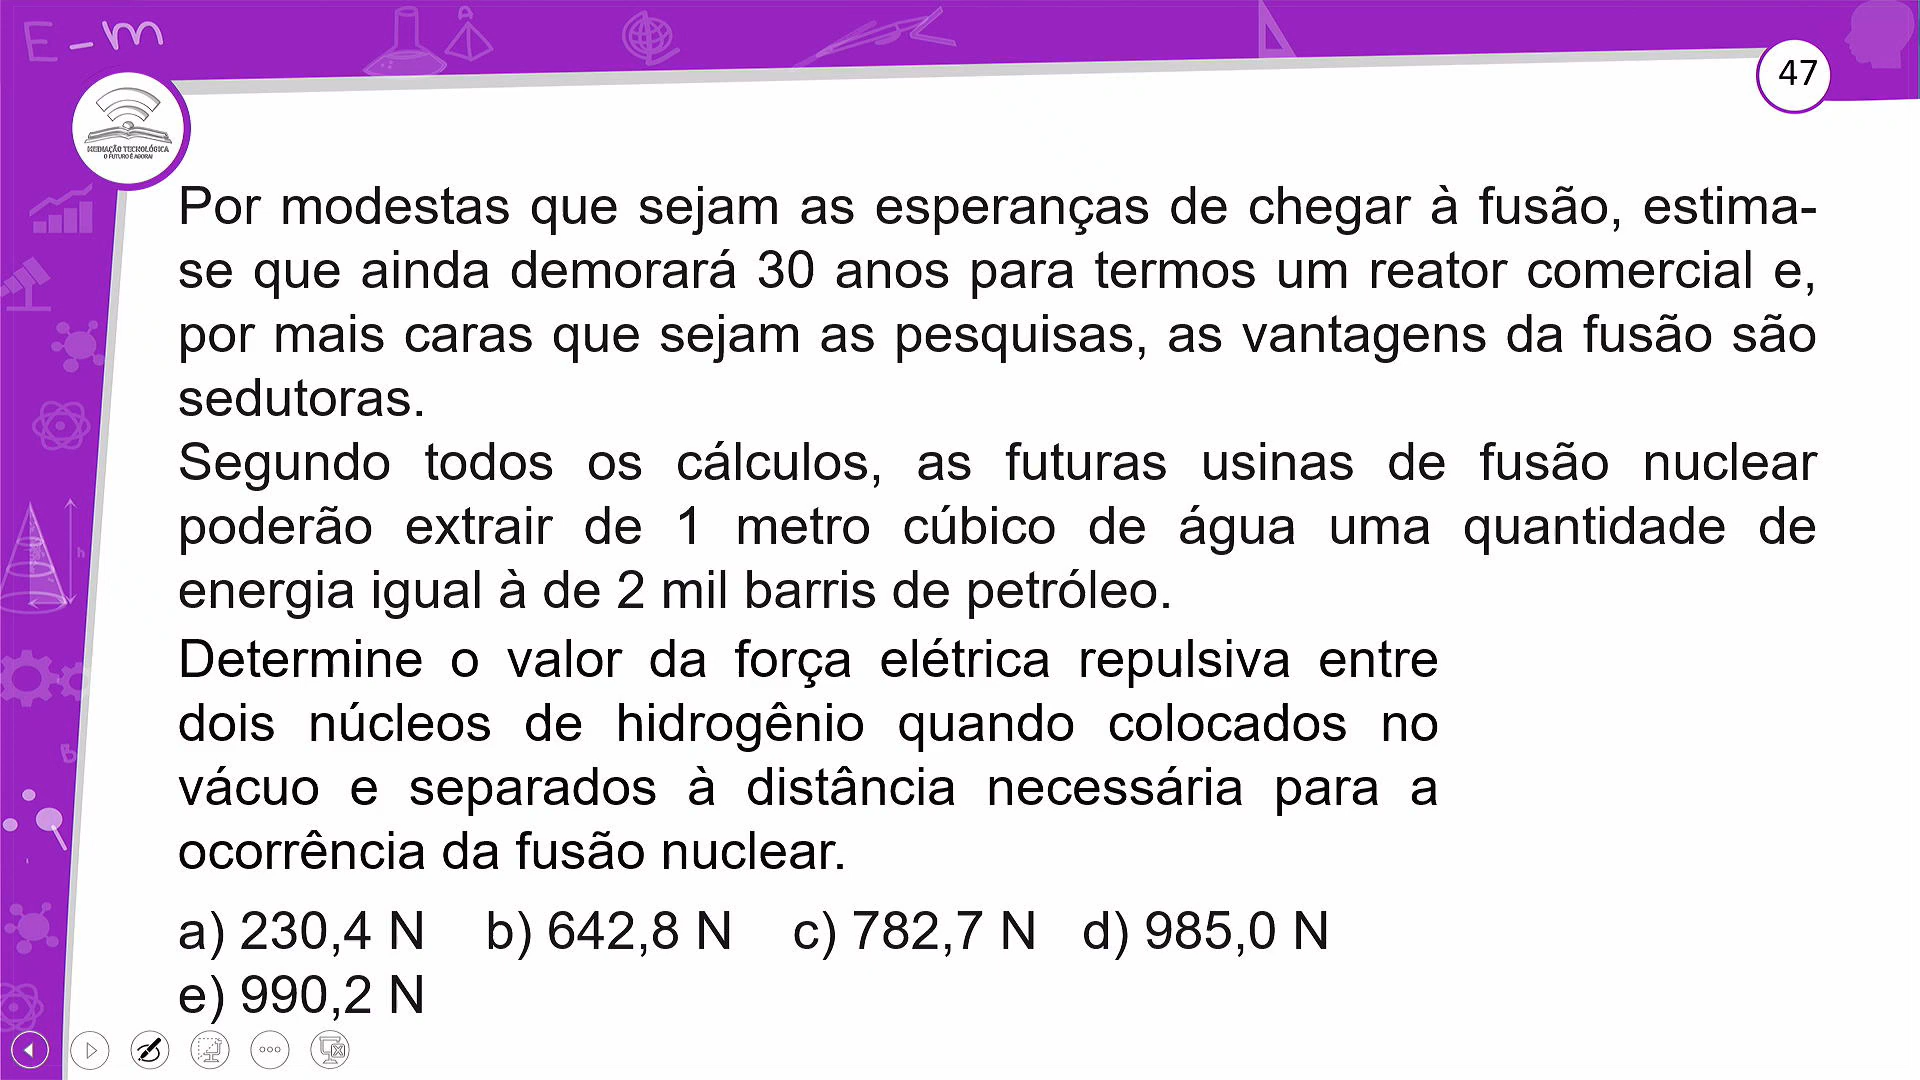 E = m
47
MEDIAÇÃO TECNOLÓGICA
O FUTURO É AGORA!
Por modestas que sejam as esperanças de chegar à fusão, estima-
se que ainda demorará 30 anos para termos um reator comercial e,
por mais caras que sejam as pesquisas, as vantagens da fusão são
sedutoras.
Segundo todos os cálculos, as futuras usinas de fusão nuclear
poderão extrair de 1 metro cúbico de água uma quantidade de
energia igual à de 2 mil barris de petróleo.
Determine o valor da força elétrica repulsiva entre
dois núcleos de hidrogênio quando colocados no
vácuo e separados à distância necessária para a
ocorrência da fusão nuclear.
a) 230,4 N b) 642,8 N c) 782,7 N d) 985,0 N
e) 990,2 N
h
B